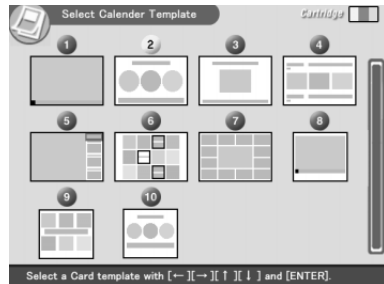 Select Calender Template
Cartridge
1 2 3 4
5 6 7 8
9 10
Select a Card template with [← ][→ ][ ↑ ][ ↓ ] and [ENTER].